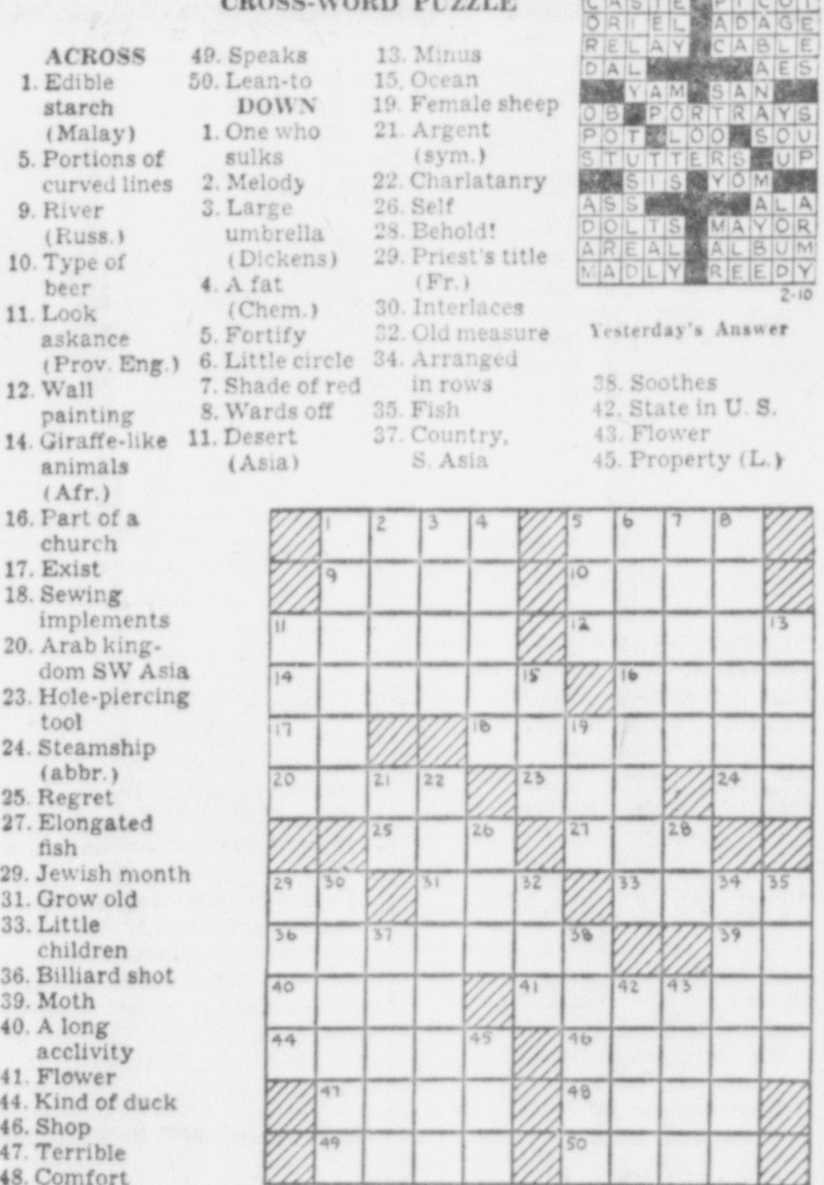 CROSS-WORD PUZZLE
ACROSS
1. Edible
starch
(Malay)
5. Portions of
curved lines
9. River
(Russ.)
10. Type of
beer
11. Look
askance
(Prov. Eng.)
12. Wall
painting
14. Giraffe-like
animals
(Afr.)
16. Part of a
church
17. Exist
18. Sewing
implements
20. Arab king-
dom SW Asia
23. Hole-piercing
tool
24. Steamship
(abbr.)
25. Regret
27. Elongated
fish
29. Jewish month
31. Grow old
33. Little
children
36. Billiard shot
39. Moth
40. A long
acclivity
41. Flower
44. Kind of duck
46. Shop
47. Terrible
48. Comfort
49. Speaks
50. Lean-to
DOWN
1. One who
sulks
2. Melody
3. Large
umbrella
(Dickens)
4. A fat
(Chem.)
5. Fortify
6. Little circle
7. Shade of red
8. Wards off
11. Desert
(Asia)
13. Minus
15. Ocean
19. Female sheep
21. Argent
(sym.)
22. Charlatanry
26. Self
28. Behold!
29. Priest's title
(Fr.)
30. Interlaces
32. Old measure
34. Arranged
in rows
35. Fish
37. Country,
S. Asia
CASTE PICOT
ORIEL ADAGE
RELAY CABLE
DAL AES
YAM SAN
OB PORTRAYS
POT LOO SOU
STUTTERS UP
SIS YOM
ASS ALA
DOLTS MAYOR
AREAL ALBUM
MADLY REEDY
2-10
Yesterday's Answer
38. Soothes
42. State in U. S.
43. Flower
45. Property (L.)
1 2 3 4 5 6 7 8
9 10
11 12 13
14 15 16
17 18 19
20 21 22 23 24
25 26 27 28
29 30 31 32 33 34 35
36 37 38 39
40 41 42 43
44 45 46
47 48
49 50